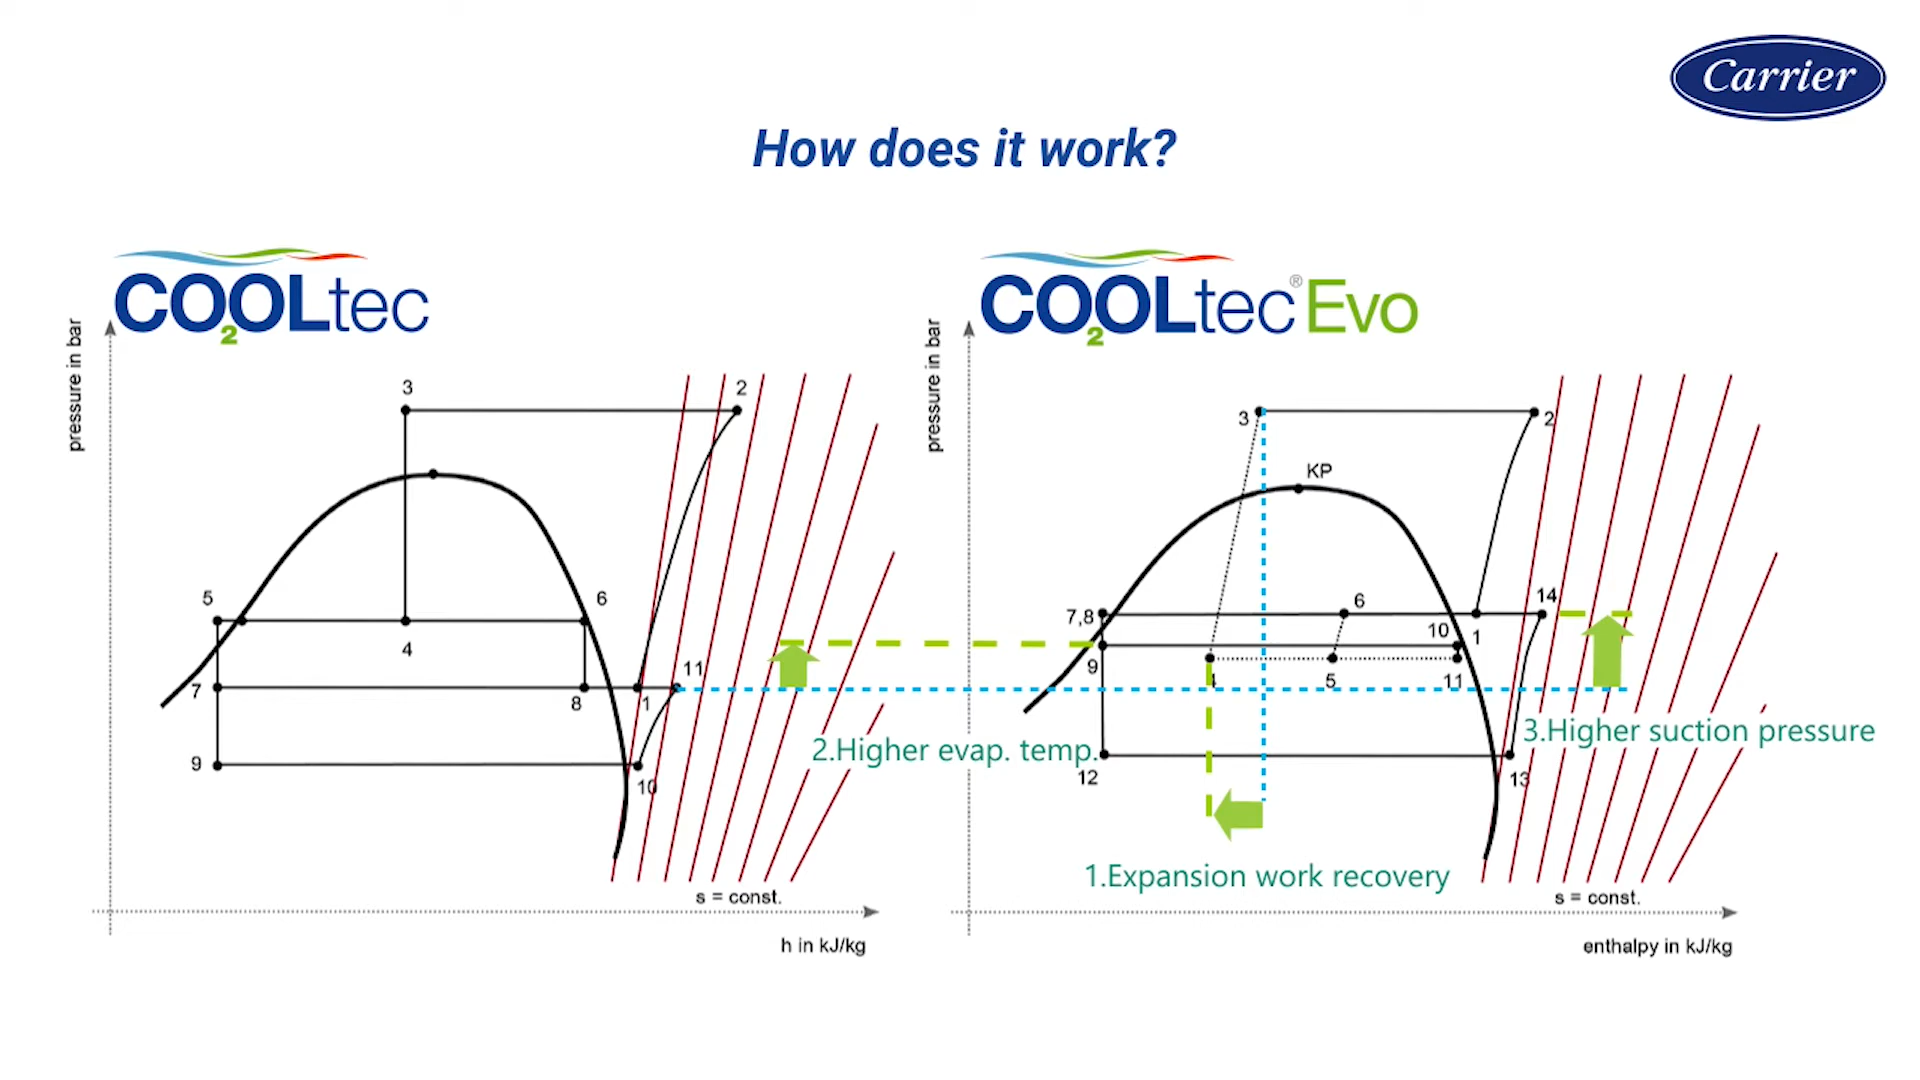 Carrier
How does it work?
CO2OLtec
CO2OLtec® Evo
pressure in bar
3
2
5
6
4
7
8
1
11
9
10
s = const.
h in kJ/kg
pressure in bar
3
2
KP
7,8
6
14
10
1
9
4
5
11
12
13
2.Higher evap. temp.
3.Higher suction pressure
1.Expansion work recovery
s = const.
enthalpy in kJ/kg